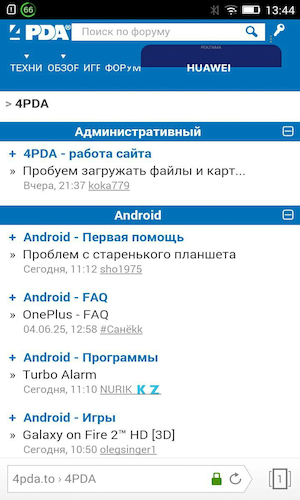 66 13:44
4PDA Поиск по форуму
РЕКЛАМА
ТЕХНИ ОБЗОР ИГР ФОРУМ HUAWEI
> 4PDA
Административный
+ 4PDA - работа сайта
» Пробуем загружать файлы и карт...
Вчера, 21:37 koka779
Android
+ Android - Первая помощь
» Проблем с старенького планшета
Сегодня, 11:12 sho1975
+ Android - FAQ
» OnePlus - FAQ
04.06.25, 12:58 #Санёкk
+ Android - Программы
» Turbo Alarm
Сегодня, 11:10 NURIK K Z
+ Android - Игры
» Galaxy on Fire 2™ HD [3D]
Сегодня, 10:50 olegsinger1
4pda.to › 4PDA 1